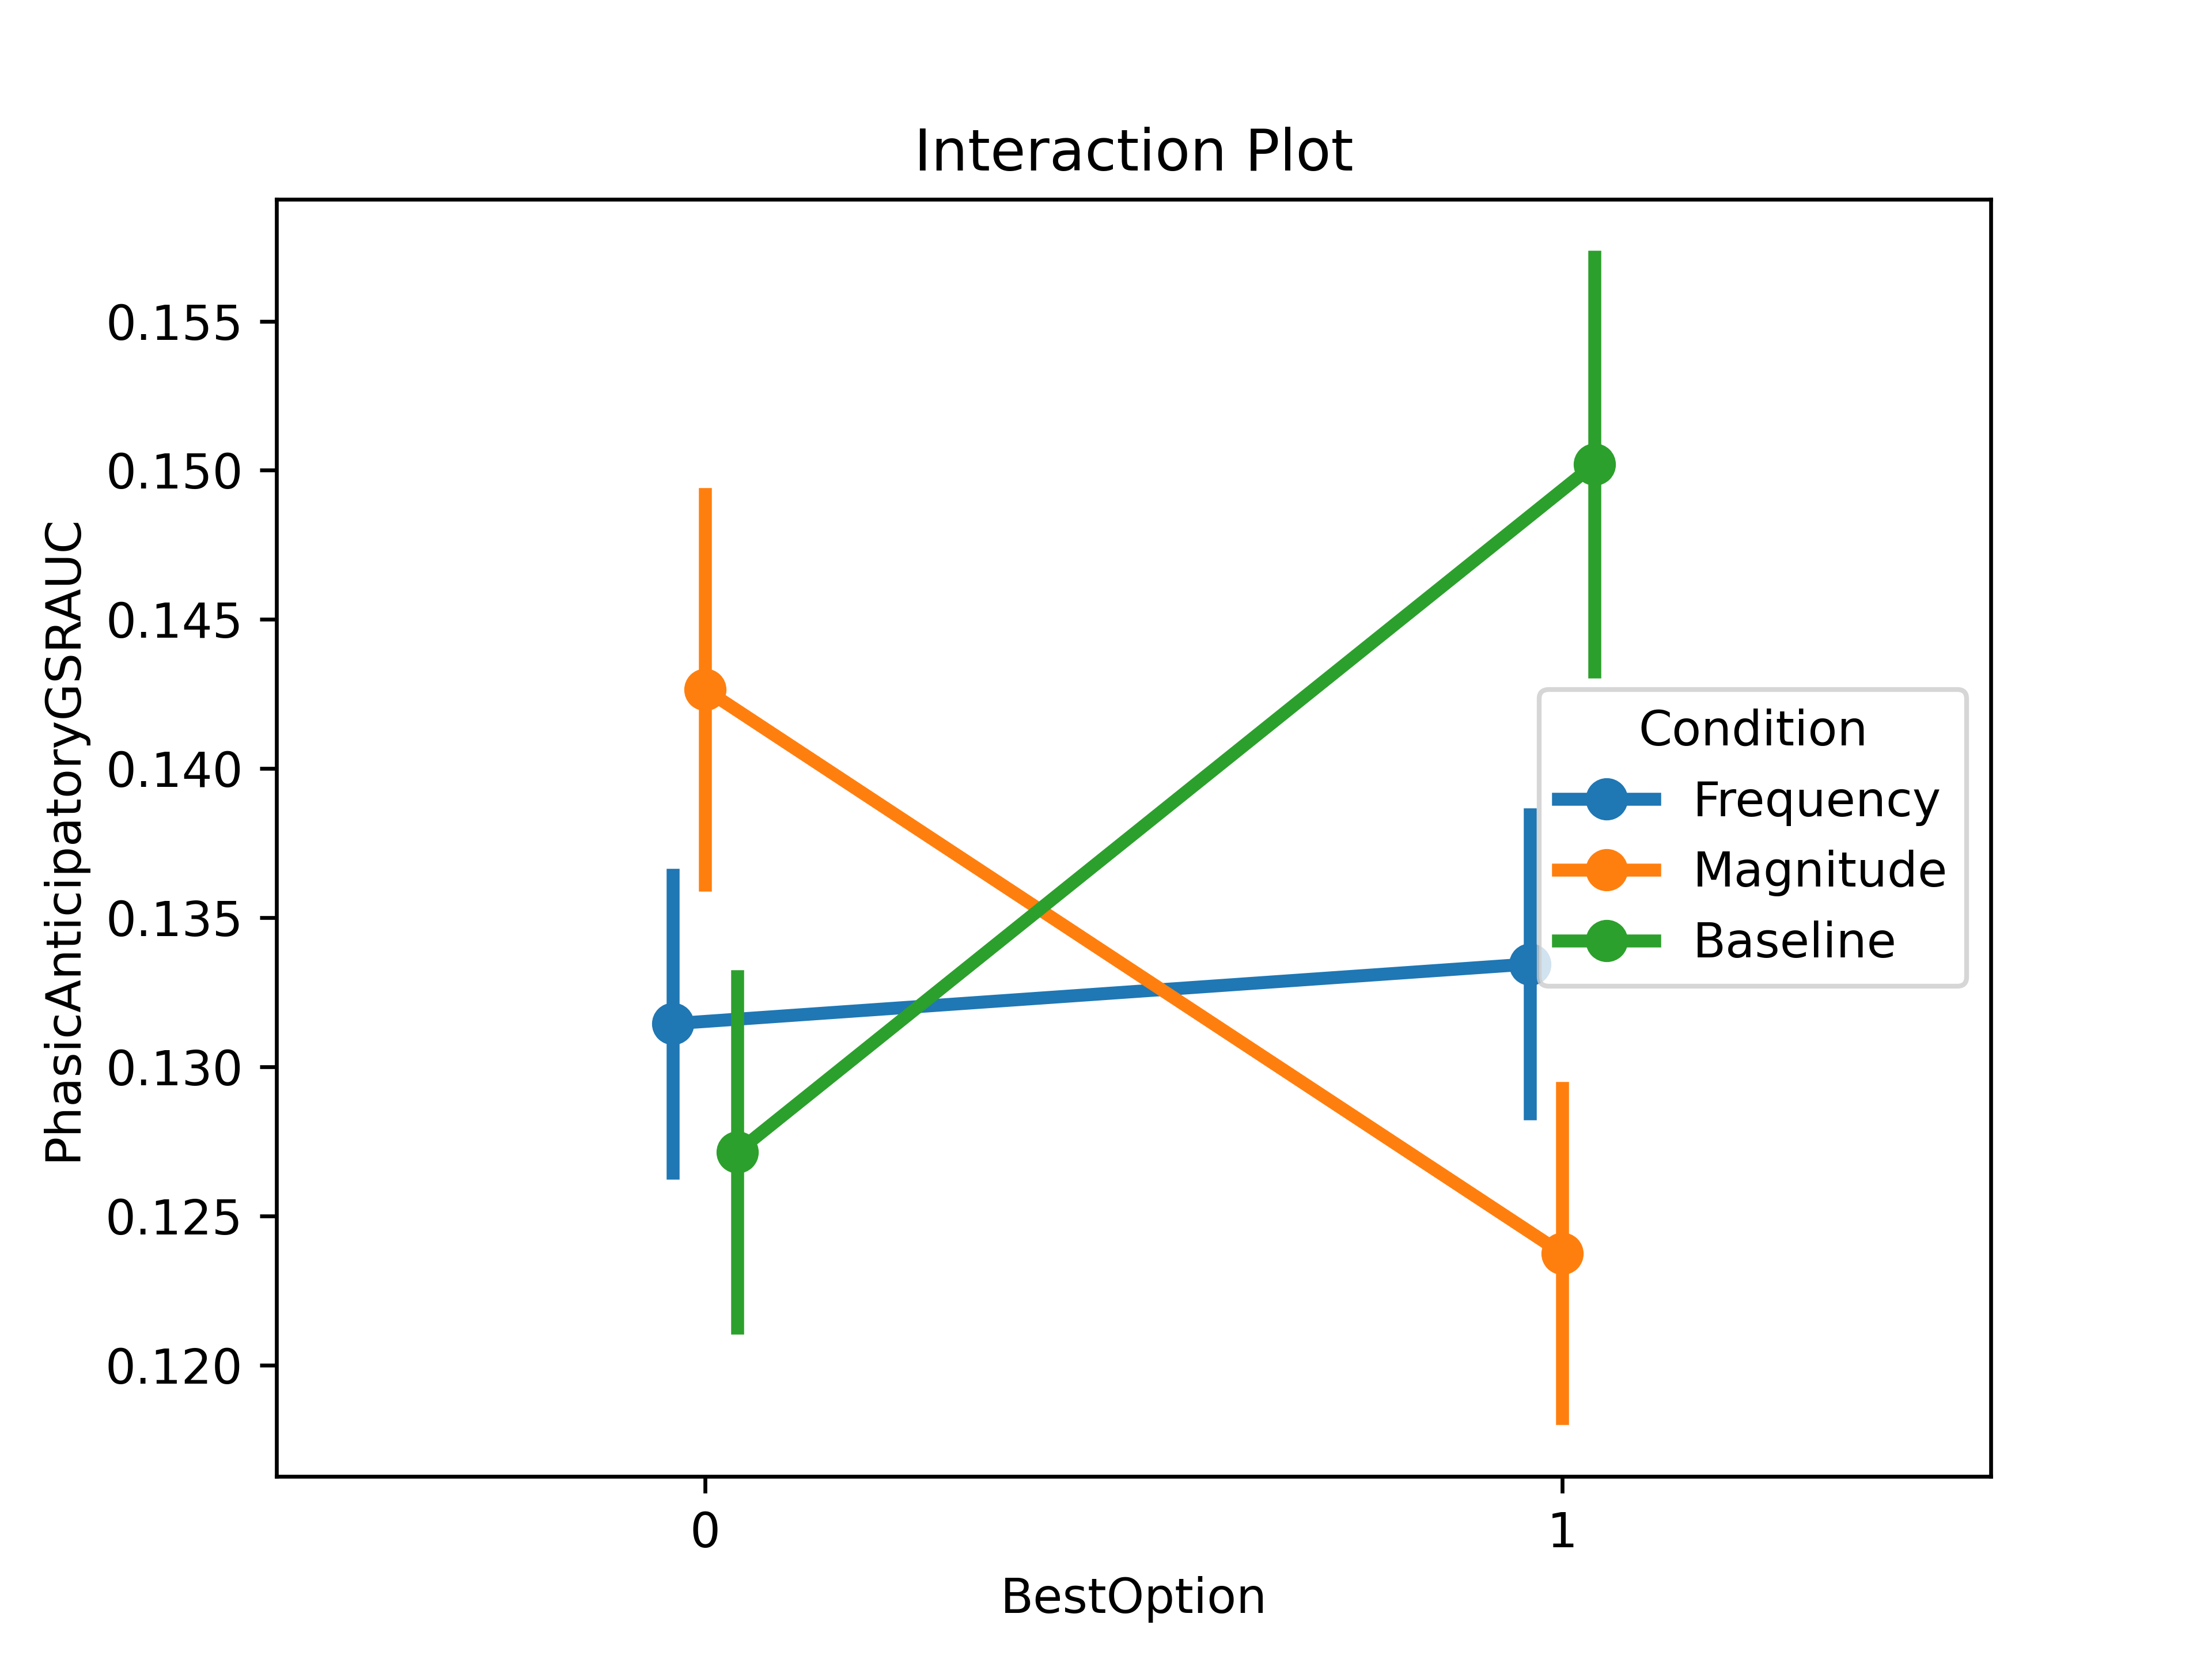 Interaction Plot
PhasicAnticipatoryGSRAUC
0.155
0.150
0.145
0.140
0.135
0.130
0.125
0.120
Condition
Frequency
Magnitude
Baseline
0 1
BestOption